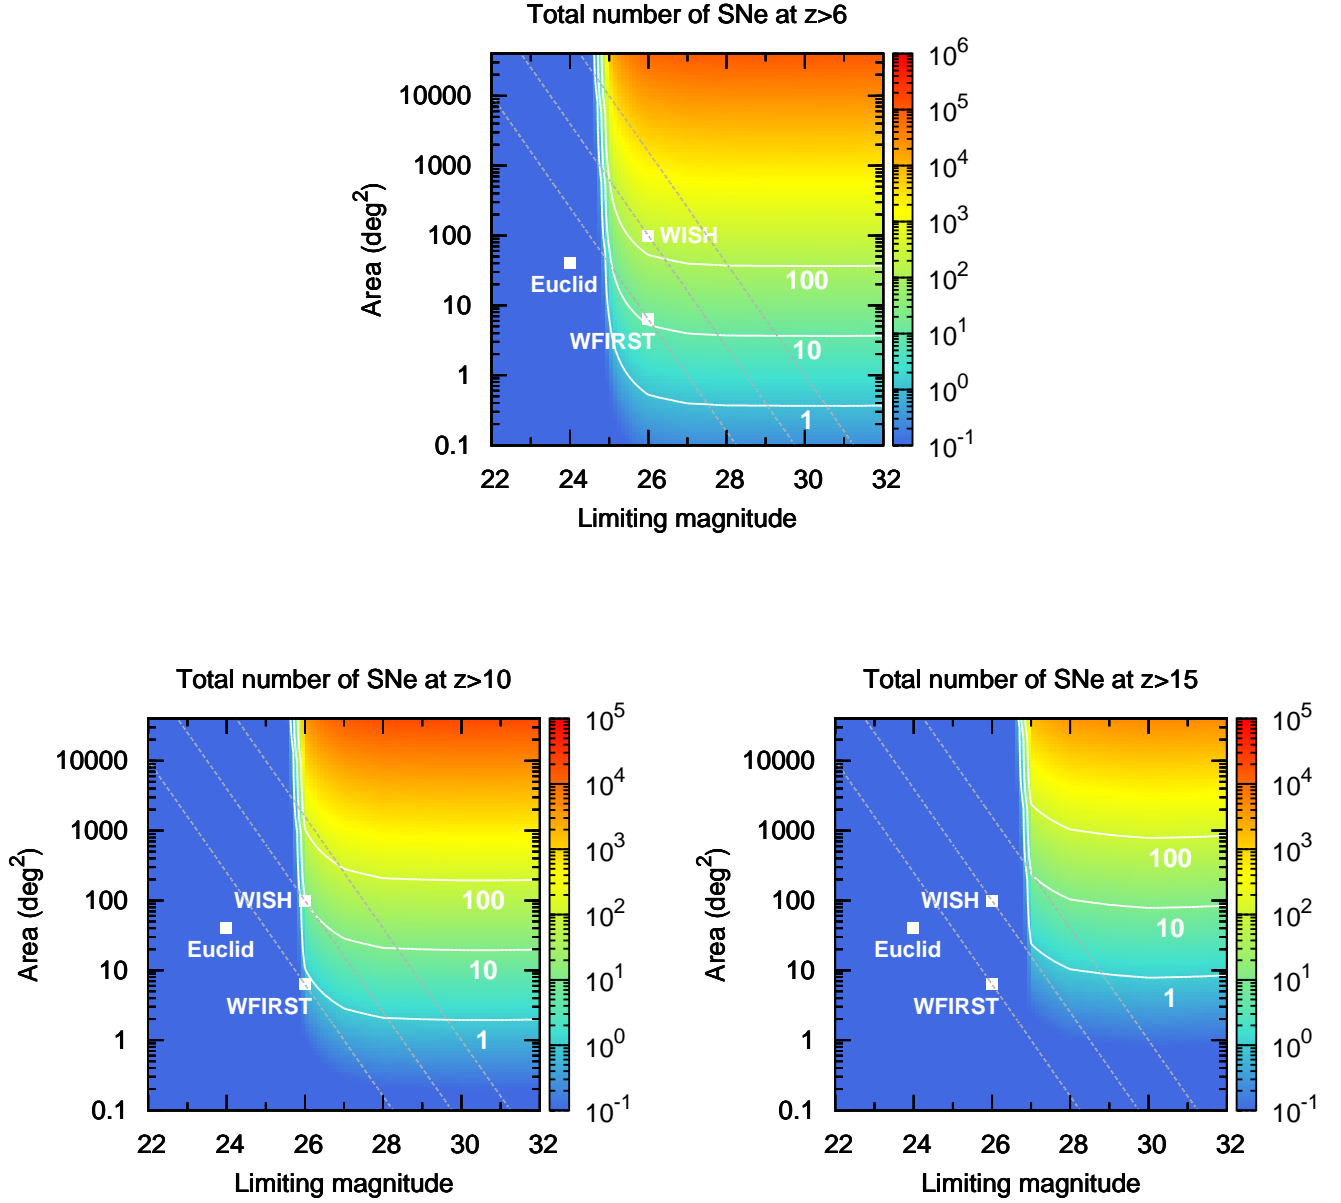 Total number of SNe at z>6
Area (deg²)
10000
1000
100
10
1
0.1
WISH
Euclid
WFIRST
100
10
1
22 24 26 28 30 32
Limiting magnitude
10⁶
10⁵
10⁴
10³
10²
10¹
10⁰
10⁻¹
Total number of SNe at z>10
Area (deg²)
10000
1000
100
10
1
0.1
WISH
Euclid
WFIRST
100
10
1
22 24 26 28 30 32
Limiting magnitude
10⁵
10⁴
10³
10²
10¹
10⁰
10⁻¹
Total number of SNe at z>15
Area (deg²)
10000
1000
100
10
1
0.1
WISH
Euclid
WFIRST
100
10
1
22 24 26 28 30 32
Limiting magnitude
10⁵
10⁴
10³
10²
10¹
10⁰
10⁻¹